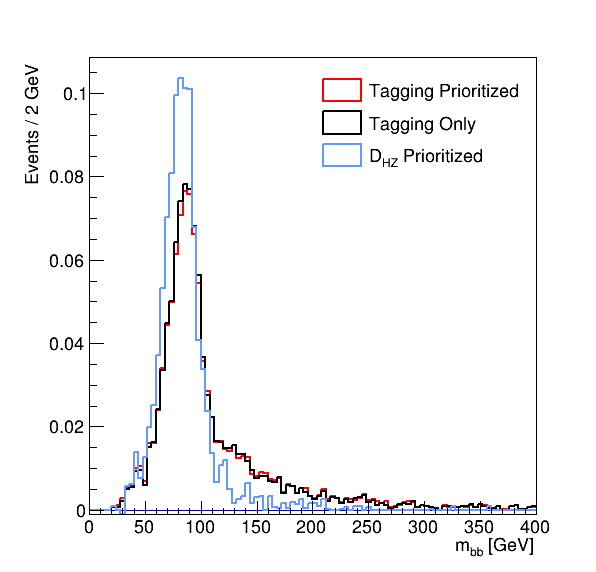 Events / 2 GeV
0.1
0.08
0.06
0.04
0.02
0
Tagging Prioritized
Tagging Only
D_HZ Prioritized
0 50 100 150 200 250 300 350 400
m_bb [GeV]